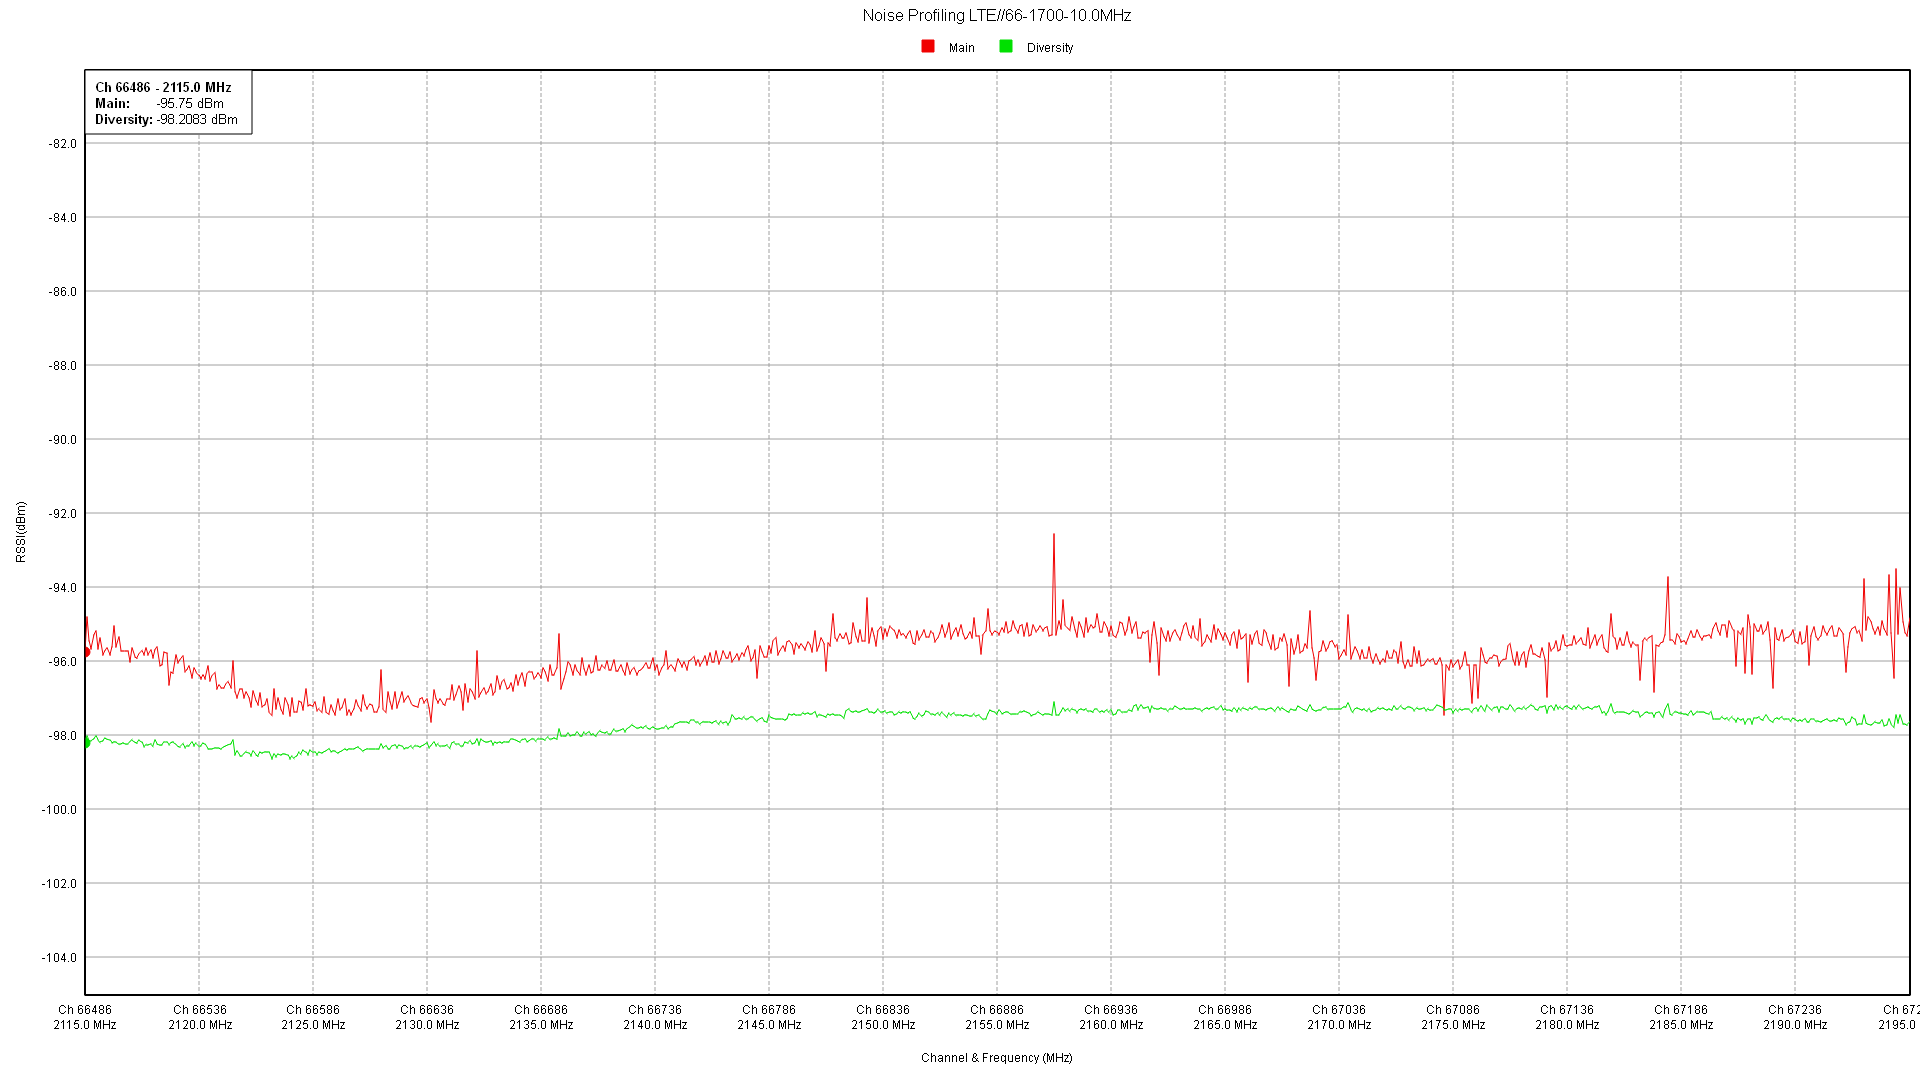 Noise Profiling LTE//66-1700-10.0MHz
Main Diversity
Ch 66486 - 2115.0 MHz
Main: -95.75 dBm
Diversity: -98.2083 dBm
-82.0
-84.0
-86.0
-88.0
-90.0
-92.0
-94.0
-96.0
-98.0
-100.0
-102.0
-104.0
RSSI(dBm)
Ch 66486 Ch 66536 Ch 66586 Ch 66636 Ch 66686 Ch 66736 Ch 66786 Ch 66836 Ch 66886 Ch 66936 Ch 66986 Ch 67036 Ch 67086 Ch 67136 Ch 67186 Ch 67236 Ch 672
2115.0 MHz 2120.0 MHz 2125.0 MHz 2130.0 MHz 2135.0 MHz 2140.0 MHz 2145.0 MHz 2150.0 MHz 2155.0 MHz 2160.0 MHz 2165.0 MHz 2170.0 MHz 2175.0 MHz 2180.0 MHz 2185.0 MHz 2190.0 MHz 2195.0
Channel & Frequency (MHz)